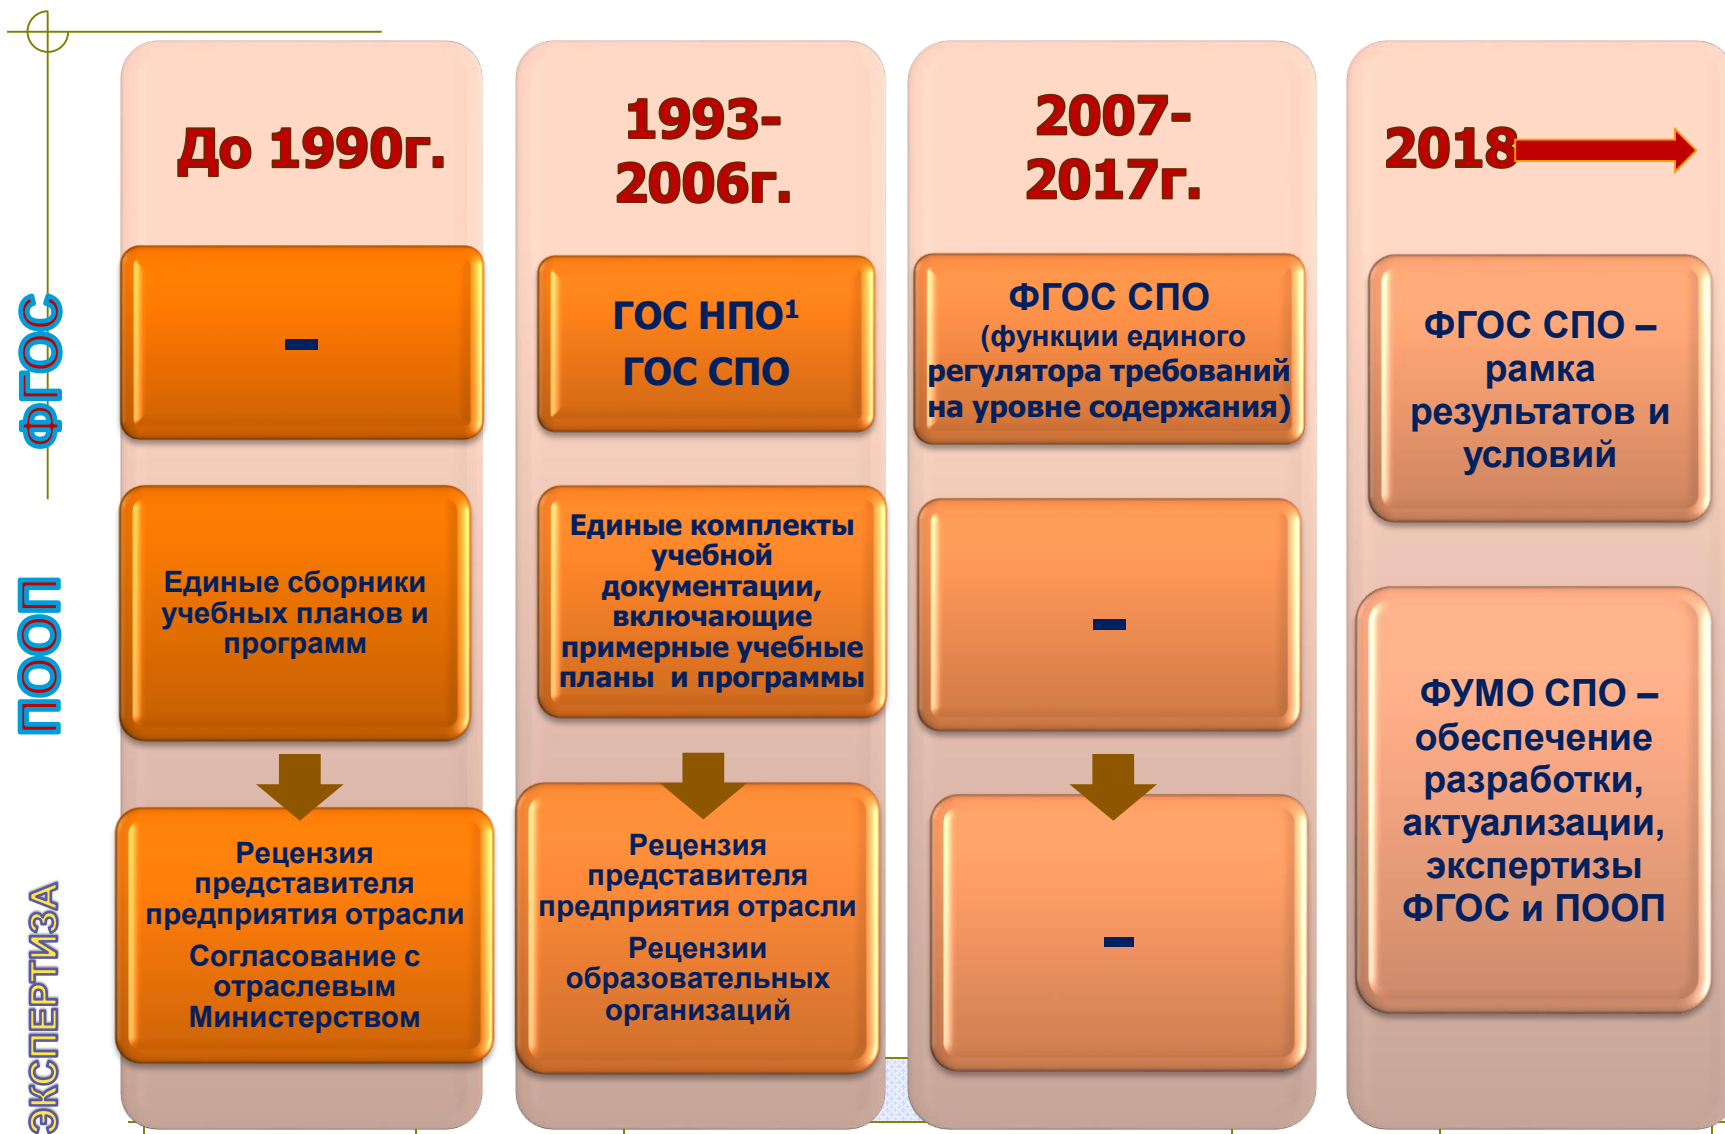 До 1990г.
-
Единые сборники
учебных планов и
программ
Рецензия
представителя
предприятия отрасли
Согласование с
отраслевым
Министерством
1993-
2006г.
ГОС НПО¹
ГОС СПО
Единые комплекты
учебной
документации,
включающие
примерные учебные
планы и программы
Рецензия
представителя
предприятия отрасли
Рецензии
образовательных
организаций
2007-
2017г.
ФГОС СПО
(функции единого
регулятора требований
на уровне содержания)
-
-
2018
ФГОС СПО –
рамка
результатов и
условий
ФУМО СПО –
обеспечение
разработки,
актуализации,
экспертизы
ФГОС и ПООП
ФГОС
ПООП
ЭКСПЕРТИЗА